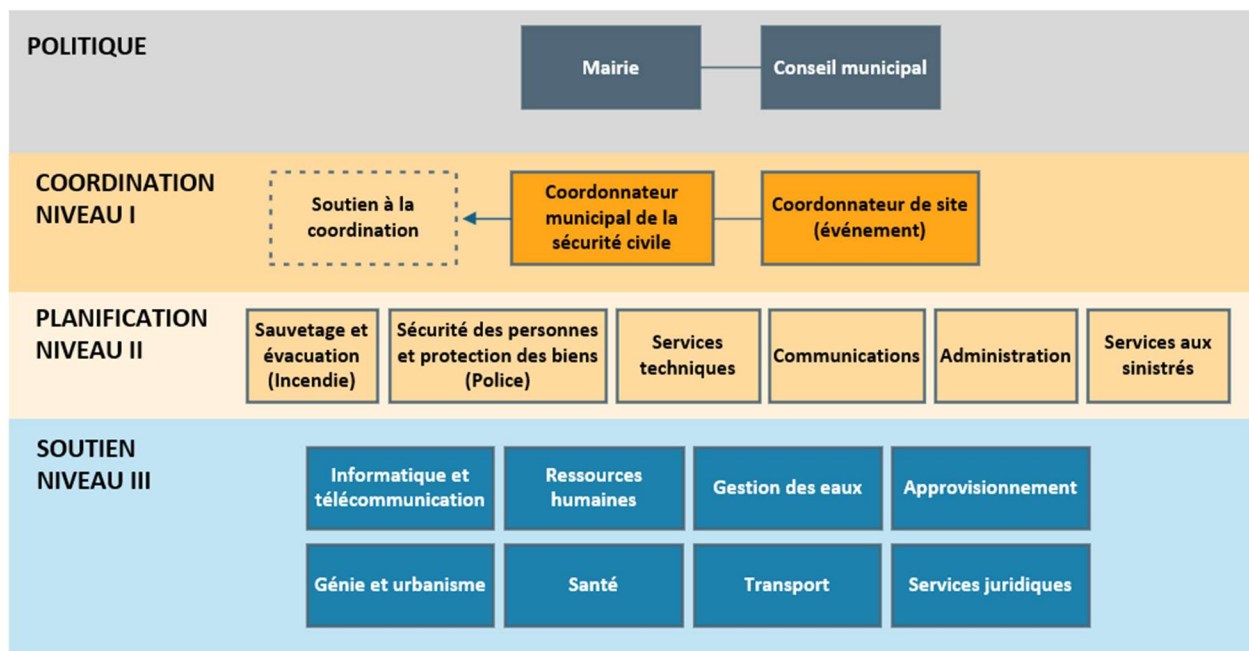 POLITIQUE
Mairie
Conseil municipal
COORDINATION
NIVEAU I
Soutien à la
coordination
Coordonnateur
municipal de la
sécurité civile
Coordonnateur de site
(événement)
PLANIFICATION
NIVEAU II
Sauvetage et
évacuation
(Incendie)
Sécurité des personnes
et protection des biens
(Police)
Services
techniques
Communications
Administration
Services aux
sinistrés
SOUTIEN
NIVEAU III
Informatique et
télécommunication
Ressources
humaines
Gestion des eaux
Approvisionnement
Génie et urbanisme
Santé
Transport
Services juridiques